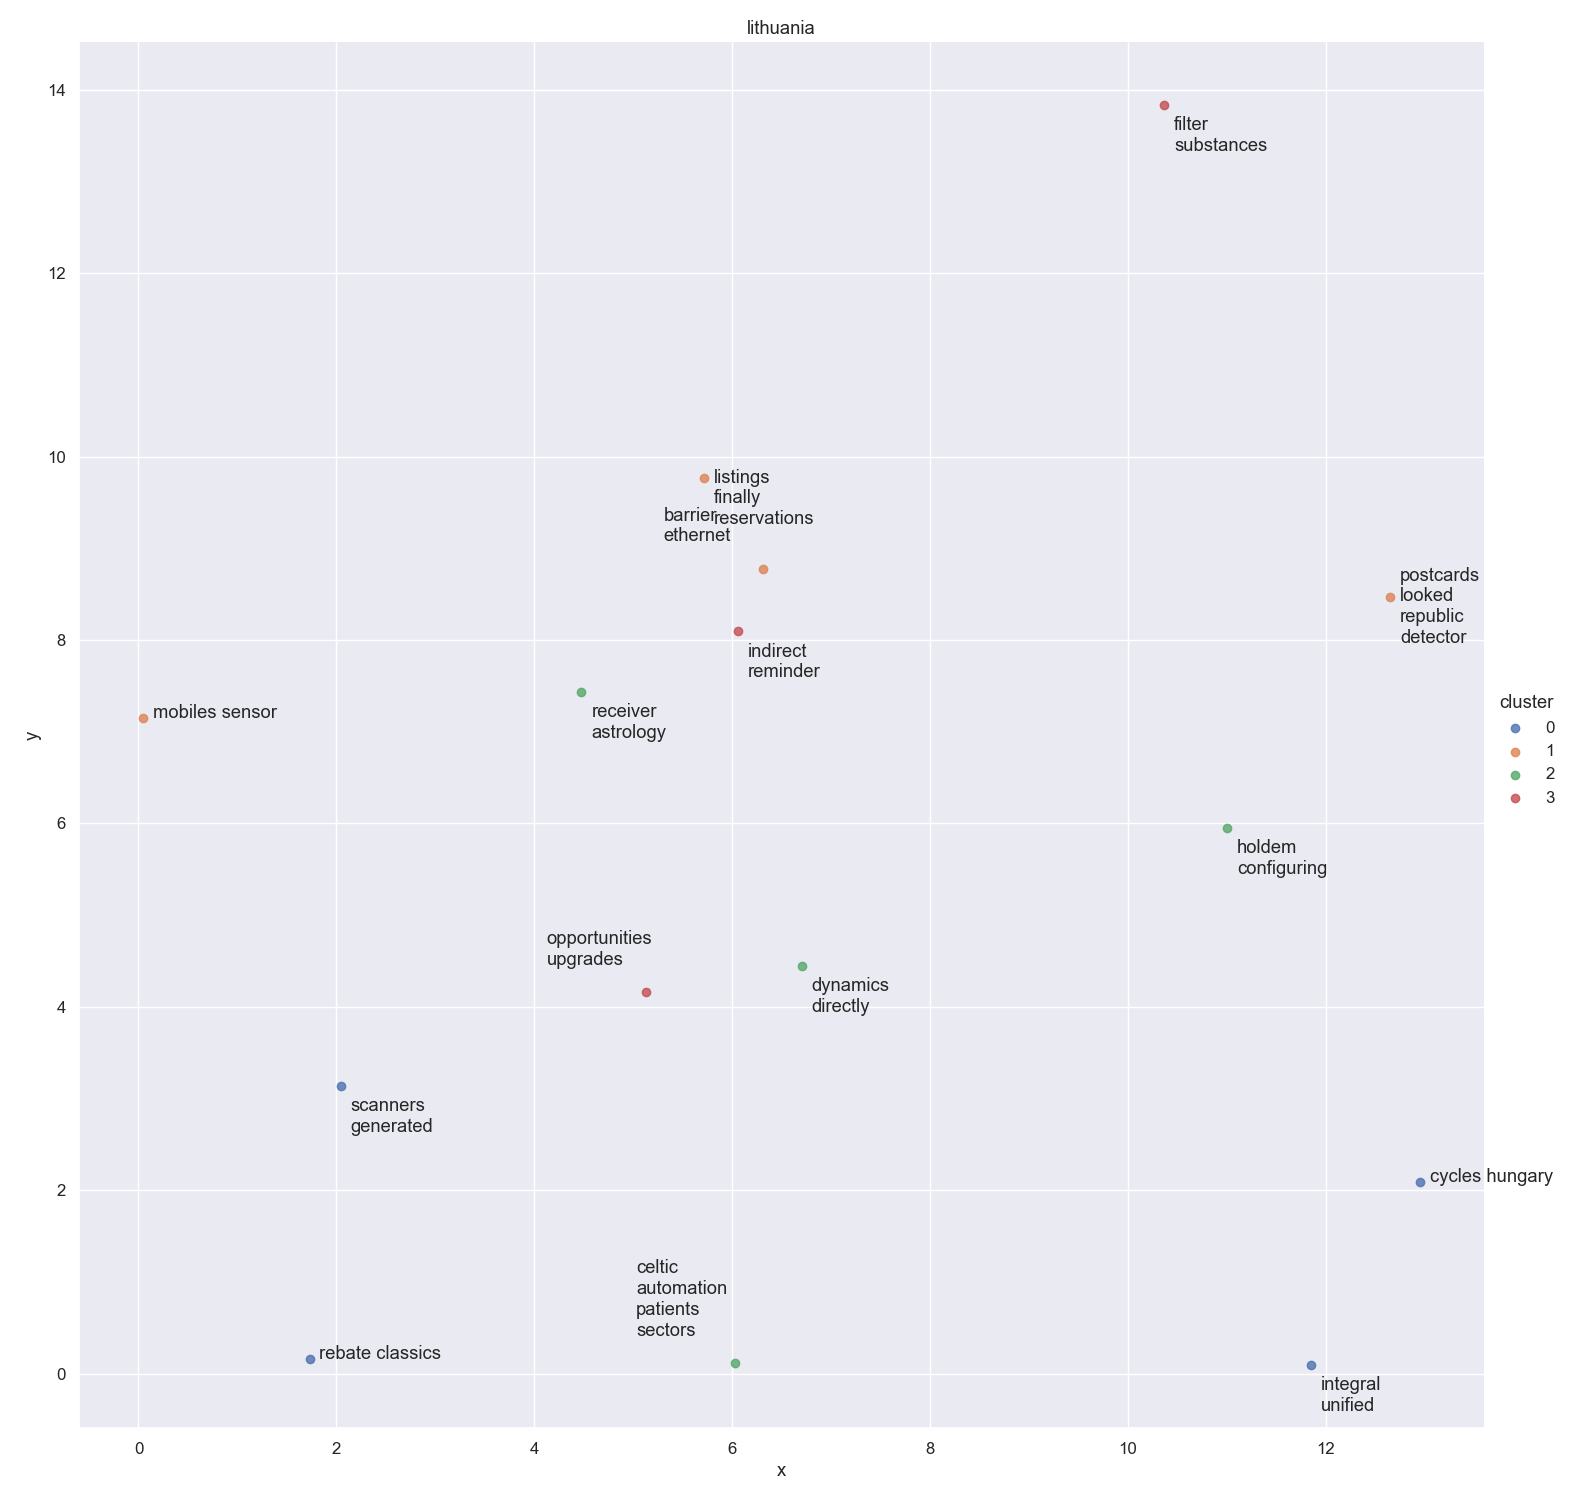 lithuania
14
12
10
8
6
4
2
0
y
filter
substances
listings
finally
reservations
barrier
ethernet
postcards
looked
republic
detector
indirect
reminder
mobiles sensor
receiver
astrology
holdem
configuring
opportunities
upgrades
dynamics
directly
scanners
generated
cycles hungary
celtic
automation
patients
sectors
rebate classics
integral
unified
0
2
4
6
8
10
12
x
cluster
0
1
2
3